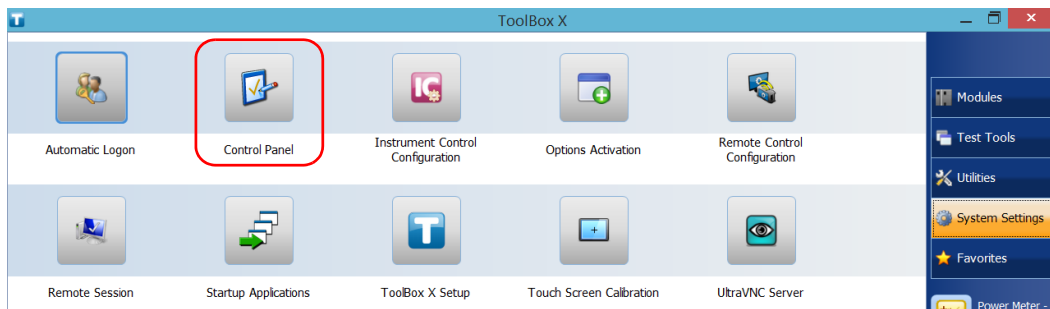 ToolBox X
Automatic Logon
Control Panel
Instrument Control
Configuration
Options Activation
Remote Control
Configuration
Remote Session
Startup Applications
T
ToolBox X Setup
Touch Screen Calibration
UltraVNC Server
Modules
Test Tools
Utilities
System Settings
Favorites
Power Meter -